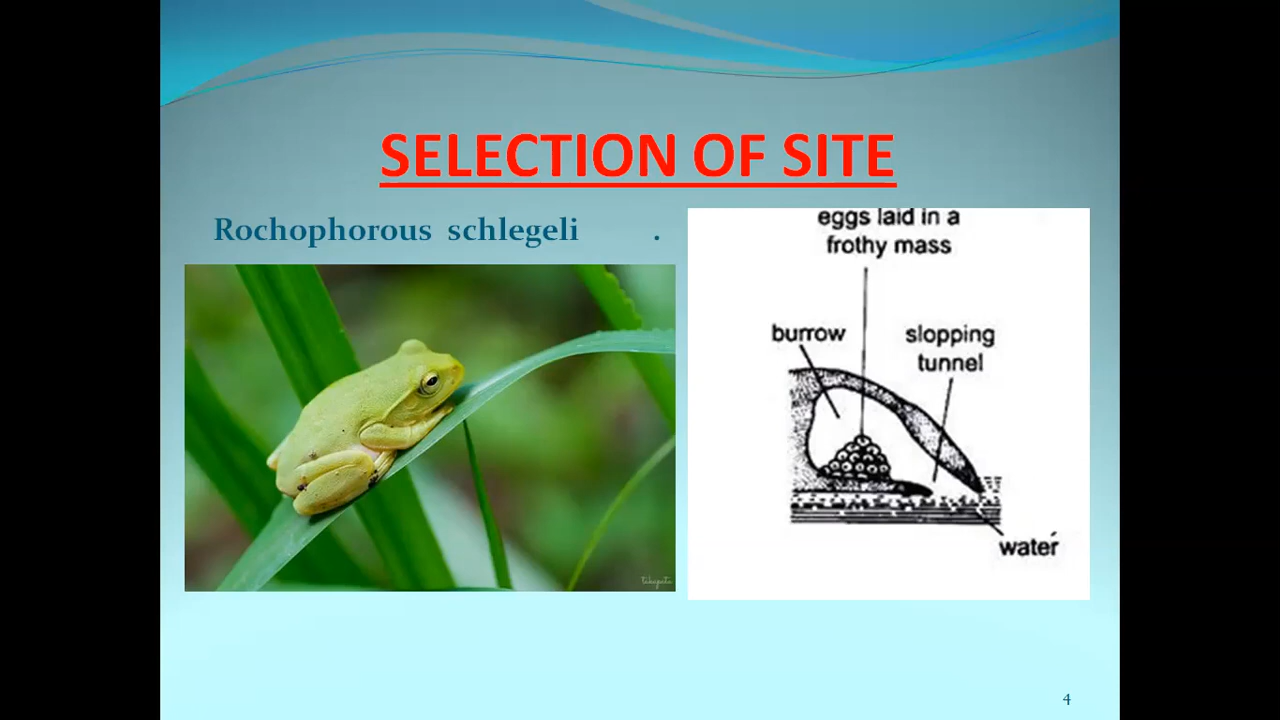 SELECTION OF SITE
Rochophorous schlegeli .
eggs laid in a
frothy mass
burrow
slopping
tunnel
water
4